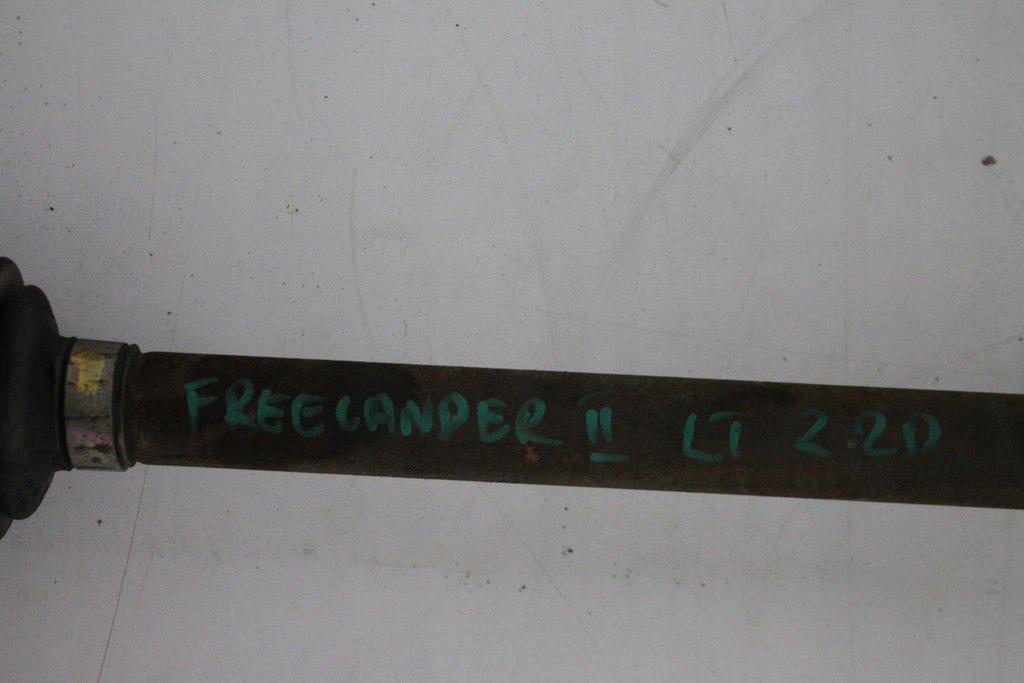 FREELANDER II LT 2.2D